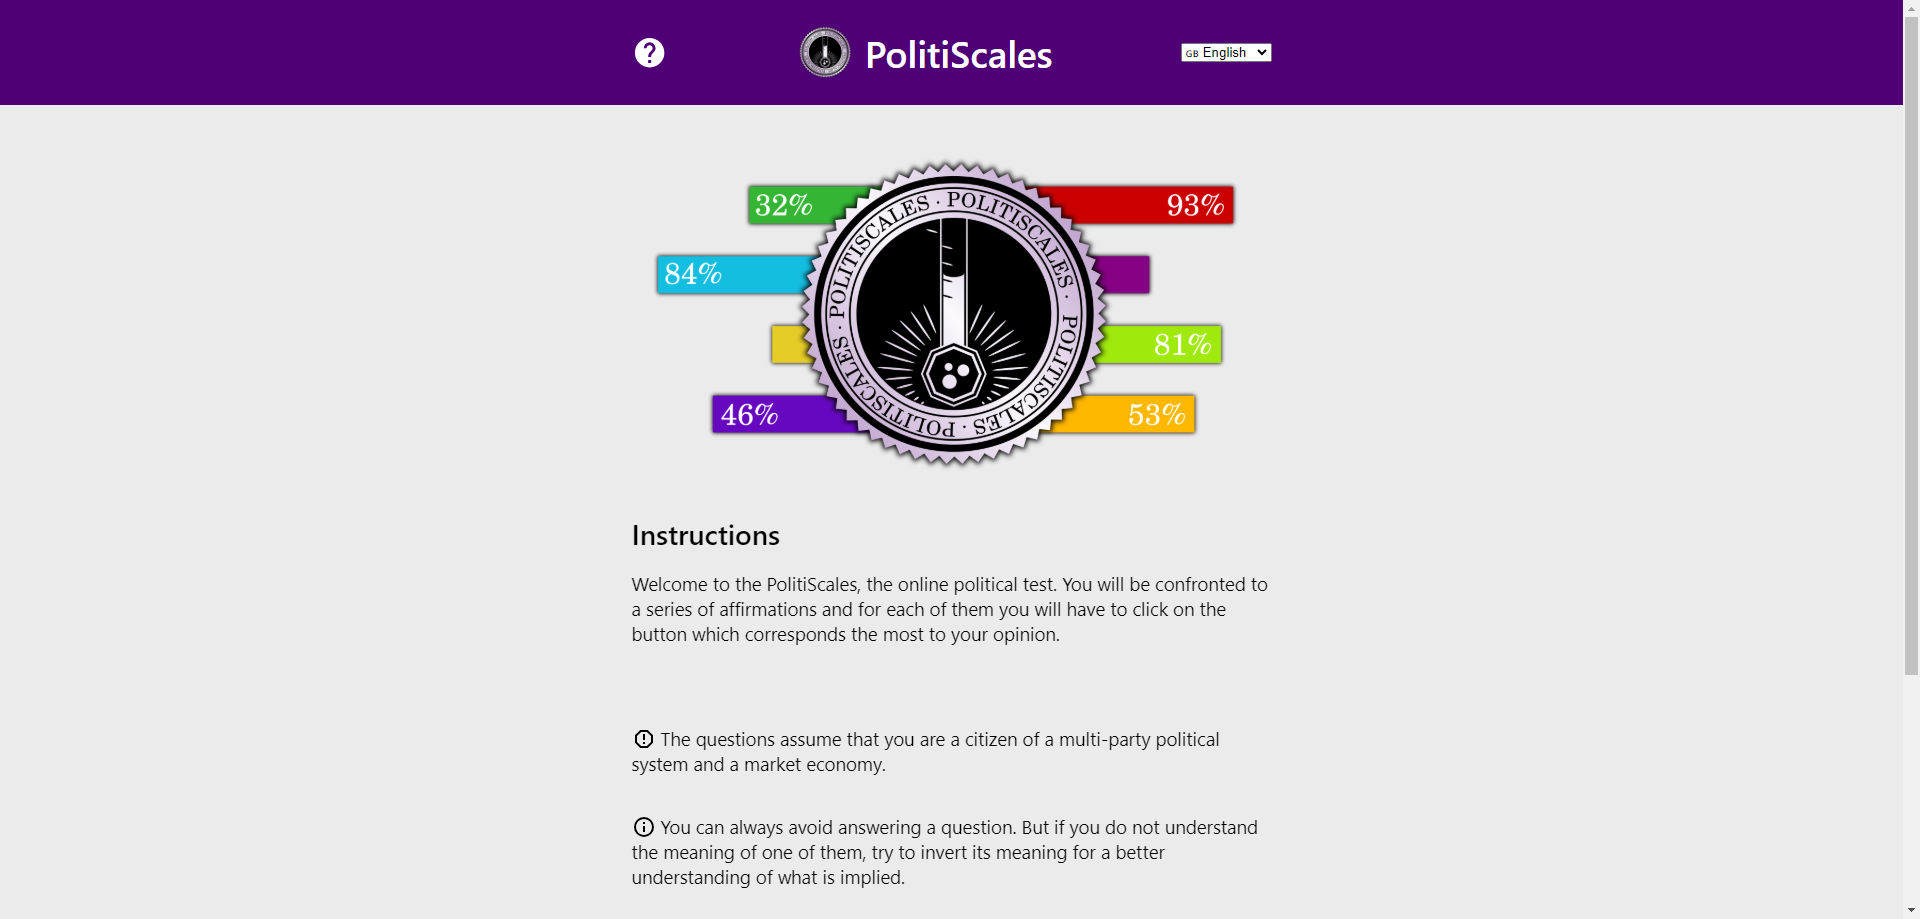 PolitiScales
GB English
32%
93%
POLITISCALES · POLITISCALES · POLITISCALES · POLITISCALES ·
84%
81%
46%
53%
Instructions
Welcome to the PolitiScales, the online political test. You will be confronted to
a series of affirmations and for each of them you will have to click on the
button which corresponds the most to your opinion.
The questions assume that you are a citizen of a multi-party political
system and a market economy.
You can always avoid answering a question. But if you do not understand
the meaning of one of them, try to invert its meaning for a better
understanding of what is implied.